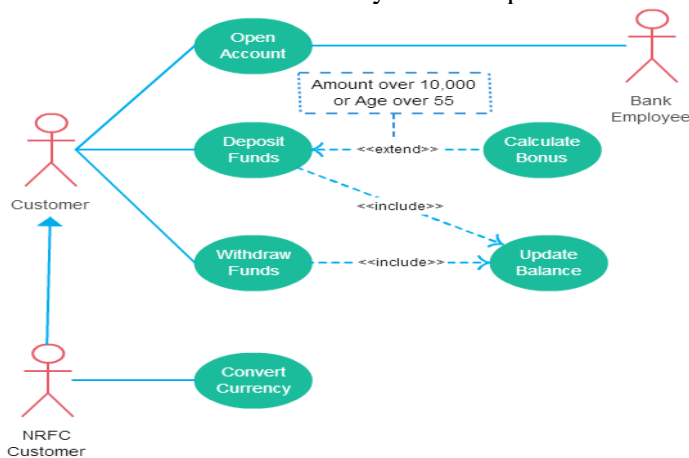 Open
Account
Amount over 10,000
or Age over 55
Bank
Employee
Deposit
Funds
<<extend>>
Calculate
Bonus
Customer
<<include>>
Withdraw
Funds
<<include>>
Update
Balance
Convert
Currency
NRFC
Customer